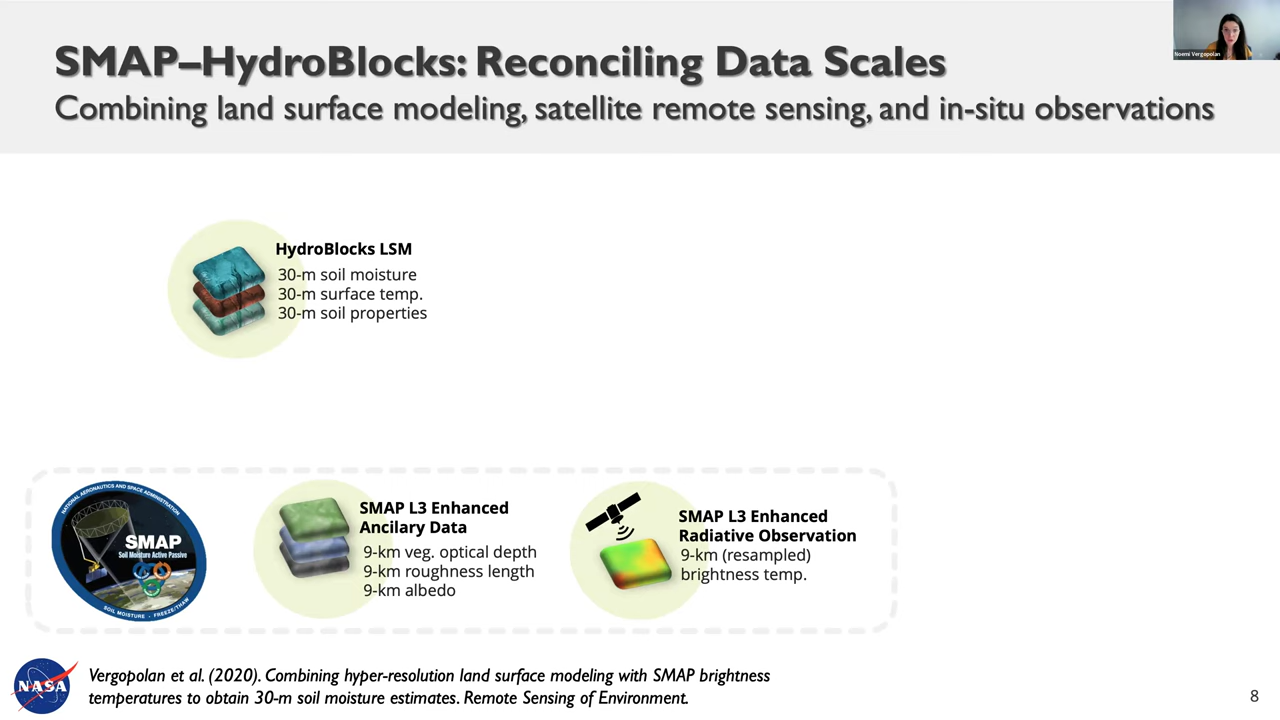 SMAP–HydroBlocks: Reconciling Data Scales
Combining land surface modeling, satellite remote sensing, and in-situ observations
Noemi Vergopolan
HydroBlocks LSM
30-m soil moisture
30-m surface temp.
30-m soil properties
NATIONAL AERONAUTICS AND SPACE ADMINISTRATION
SMAP
Soil Moisture Active Passive
SOIL MOISTURE - FREEZE/THAW
SMAP L3 Enhanced
Ancilary Data
9-km veg. optical depth
9-km roughness length
9-km albedo
SMAP L3 Enhanced
Radiative Observation
9-km (resampled)
brightness temp.
NASA
Vergopolan et al. (2020). Combining hyper-resolution land surface modeling with SMAP brightness
temperatures to obtain 30-m soil moisture estimates. Remote Sensing of Environment.
8